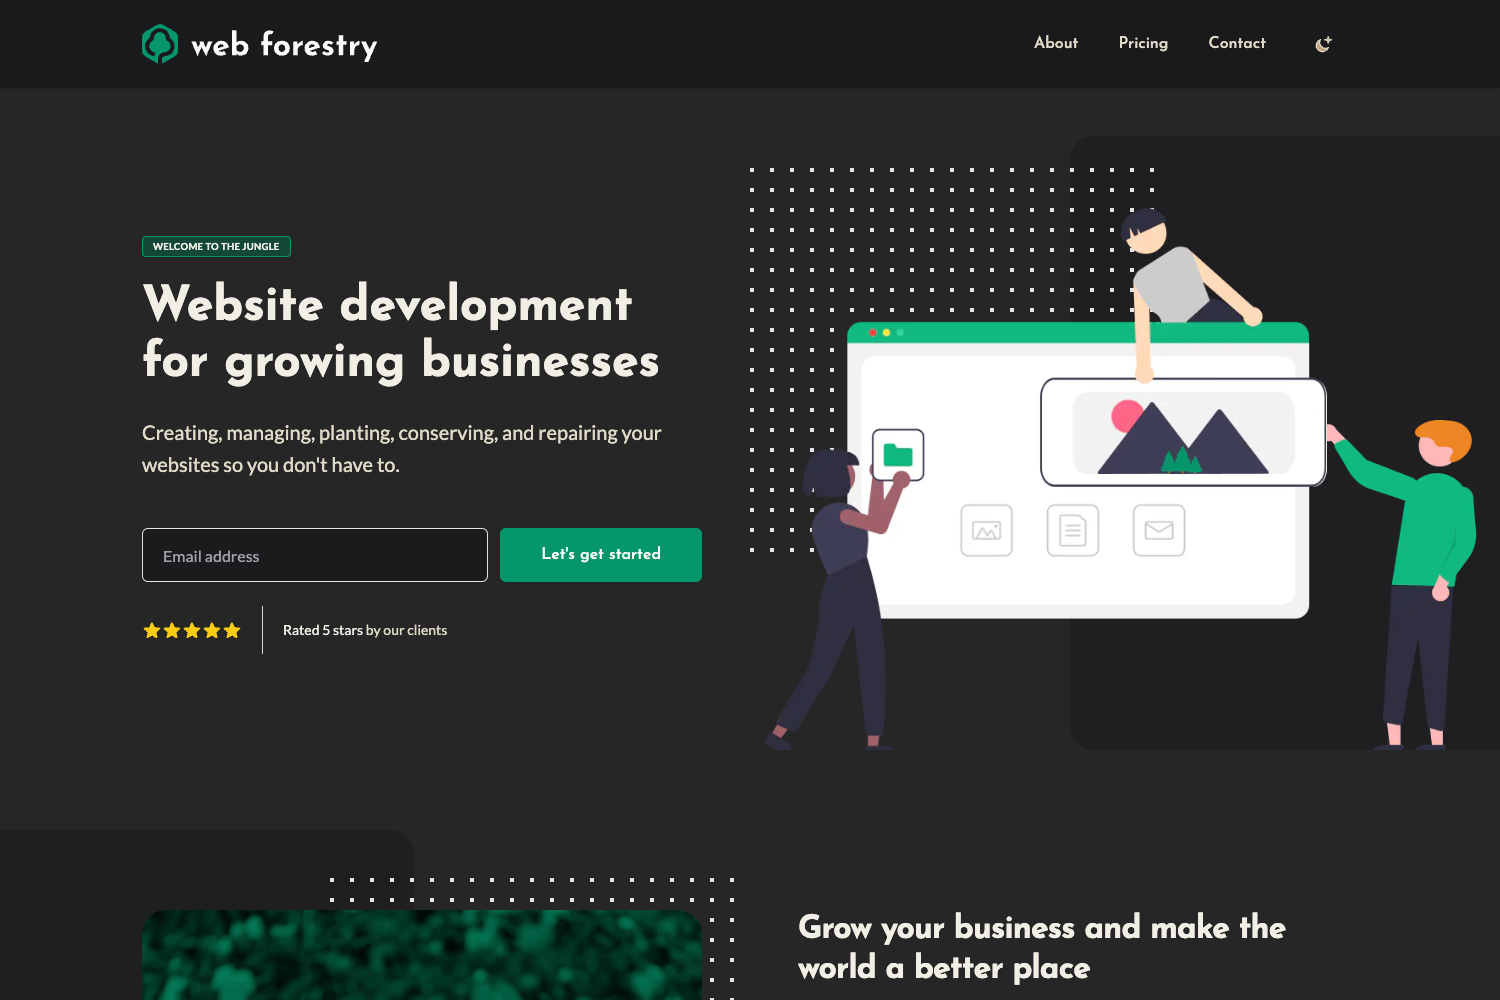 web forestry
About
Pricing
Contact
WELCOME TO THE JUNGLE
Website development
for growing businesses
Creating, managing, planting, conserving, and repairing your
websites so you don't have to.
Email address
Let's get started
Rated 5 stars by our clients
Grow your business and make the
world a better place